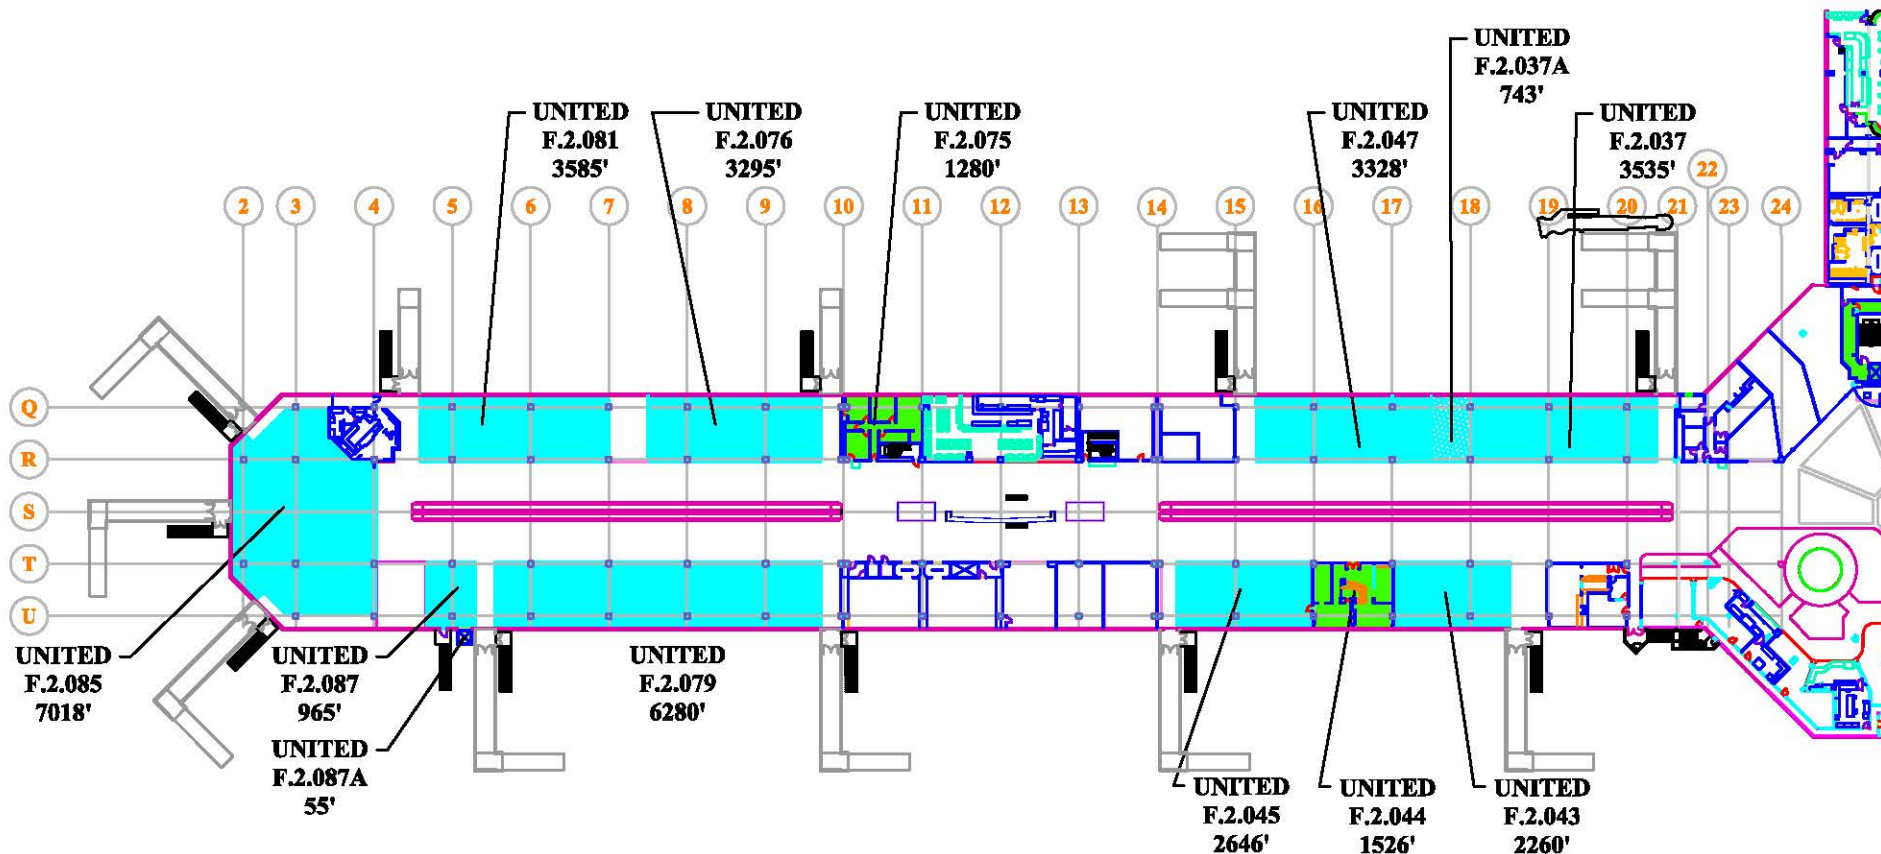 UNITED
F.2.037A
743'
UNITED
F.2.081
3585'
UNITED
F.2.076
3295'
UNITED
F.2.075
1280'
UNITED
F.2.047
3328'
UNITED
F.2.037
3535'
22
2
3
4
5
6
7
8
9
10
11
12
13
14
15
16
17
18
19
20
21
23
24
Q
R
S
T
U
UNITED
F.2.085
7018'
UNITED
F.2.087
965'
UNITED
F.2.079
6280'
UNITED
F.2.087A
55'
UNITED
F.2.045
2646'
UNITED
F.2.044
1526'
UNITED
F.2.043
2260'